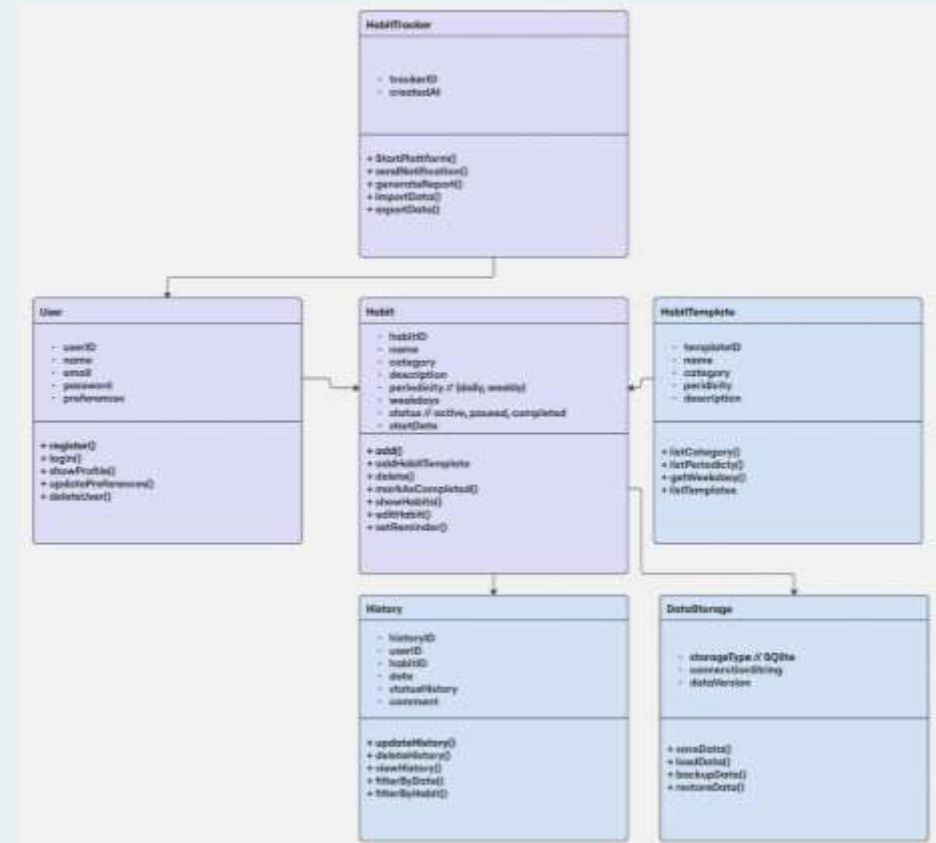 HabitTracker
- trackerID
- createdAt
+ StartPlattform()
+ sendNotification()
+ generateReport()
+ importData()
+ exportData()
User
- userID
- name
- email
- password
- preferences
+ register()
+ login()
+ showProfile()
+ updatePreferences()
+ deleteUser()
Habit
- habitID
- name
- category
- description
- periodicity // (daily, weekly)
- weekdays
- status // active, paused, completed
- startDate
+ add()
+ addHabitTemplate
+ delete()
+ markAsCompleted()
+ showHabits()
+ editHabit()
+ setReminder()
HabitTemplate
- templateID
- name
- category
- peridicity
- description
+ listCategory()
+ listPeriodicty()
+ getWeekday()
+ listTemplates
History
- historyID
- userID
- habitID
- date
- statusHistory
- comment
+ updateHistory()
+ deleteHistory()
+ viewHistory()
+ filterByDate()
+ filterByHabit()
DataStorage
- storageType // SQlite
- connectionString
- dataVersion
+ saveData()
+ loadData()
+ backupData()
+ restoreData()